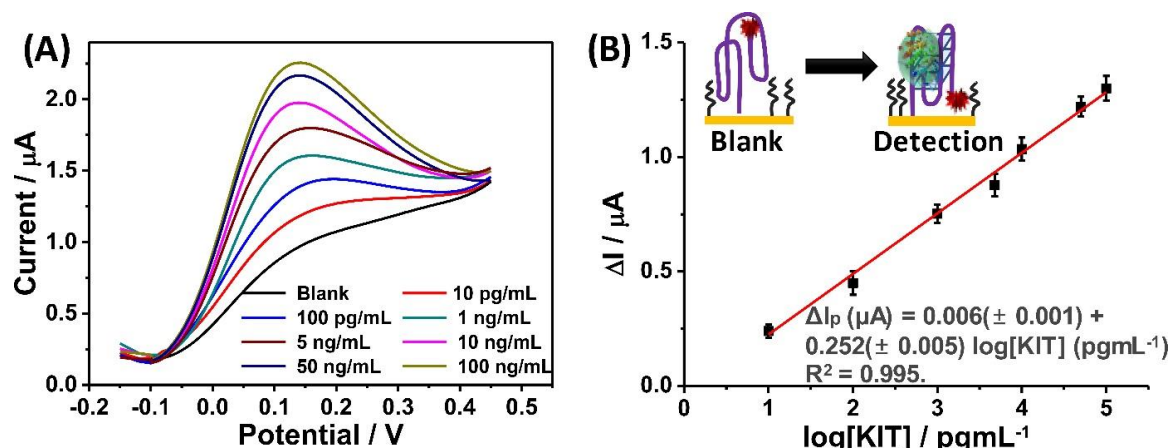 (A)
Current / μA
2.0
1.5
1.0
0.5
0.0
Blank
10 pg/mL
100 pg/mL
1 ng/mL
5 ng/mL
10 ng/mL
50 ng/mL
100 ng/mL
-0.2 -0.1 0.0 0.1 0.2 0.3 0.4 0.5
Potential / V
(B)
ΔI / μA
1.5
1.0
0.5
0.0
Blank
Detection
ΔIp (μA) = 0.006(± 0.001) +
0.252(± 0.005) log[KIT] (pgmL⁻¹)
R² = 0.995.
0 1 2 3 4 5
log[KIT] / pgmL⁻¹